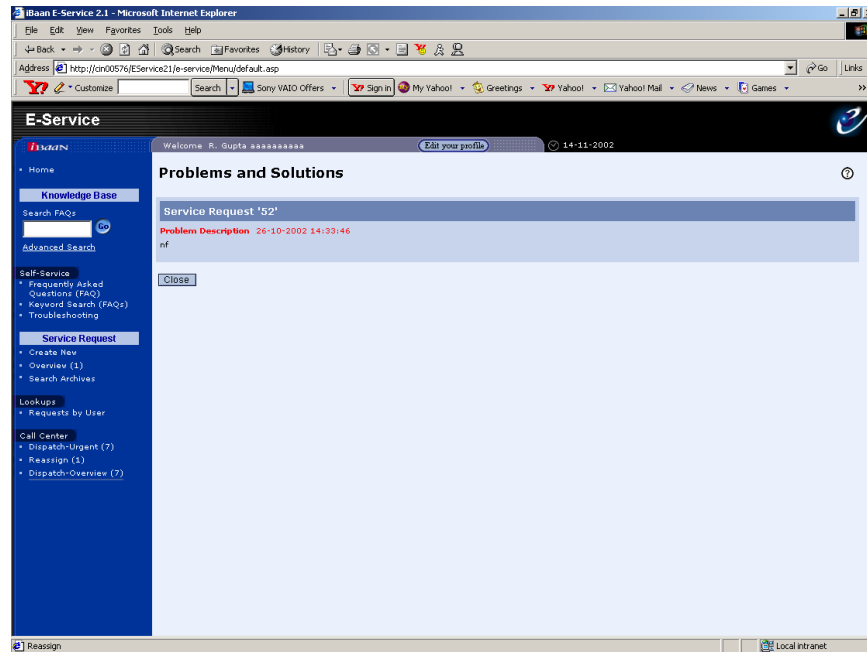 iBaan E-Service 2.1 - Microsoft Internet Explorer
File Edit View Favorites Tools Help
Back Search Favorites History
Address http://cin00576/EService21/e-service/Menu/default.asp Go Links
Y? Customize Search Sony VAIO Offers Sign in My Yahoo! Greetings Yahoo! Yahoo! Mail News Games »
E-Service
iBaan Welcome R. Gupta aaaaaaaaaa Edit your profile 14-11-2002
Home
Knowledge Base
Search FAQs
Go
Advanced Search
Self-Service
Frequently Asked
Questions (FAQ)
Keyword Search (FAQs)
Troubleshooting
Service Request
Create New
Overview (1)
Search Archives
Lookups
Requests by User
Call Center
Dispatch-Urgent (7)
Reassign (1)
Dispatch-Overview (7)
Problems and Solutions ?
Service Request '52'
Problem Description 26-10-2002 14:33:46
nf
Close
Reassign Local intranet